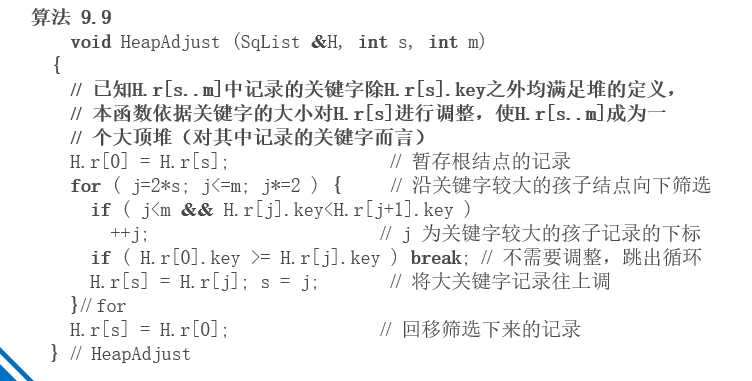 算法 9.9
void HeapAdjust (SqList &H, int s, int m)
{
// 已知H.r[s..m]中记录的关键字除H.r[s].key之外均满足堆的定义，
// 本函数依据关键字的大小对H.r[s]进行调整，使H.r[s..m]成为一
// 个大顶堆（对其中记录的关键字而言）
H.r[0] = H.r[s]; // 暂存根结点的记录
for ( j=2*s; j<=m; j*=2 ) { // 沿关键字较大的孩子结点向下筛选
if ( j<m && H.r[j].key<H.r[j+1].key )
++j; // j 为关键字较大的孩子记录的下标
if ( H.r[0].key >= H.r[j].key ) break; // 不需要调整，跳出循环
H.r[s] = H.r[j]; s = j; // 将大关键字记录往上调
}// for
H.r[s] = H.r[0]; // 回移筛选下来的记录
} // HeapAdjust